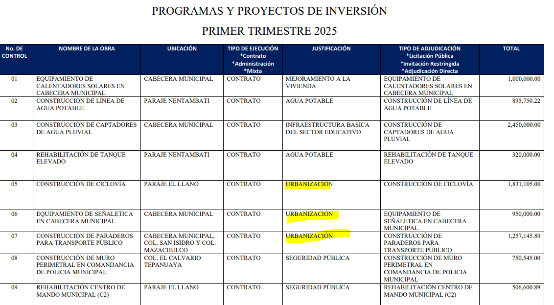 PROGRAMAS Y PROYECTOS DE INVERSIÓN
PRIMER TRIMESTRE 2025
No. DE CONTROL NOMBRE DE LA OBRA UBICACIÓN TIPO DE EJECUCIÓN *Contrato *Administración *Mixta JUSTIFICACIÓN TIPO DE ADJUDICACIÓN *Licitación Pública *Invitación Restringida *Adjudicación Directa TOTAL
01 EQUIPAMIENTO DE CALENTADORES SOLARES EN CABECERA MUNICIPAL CABECERA MUNICIPAL CONTRATO MEJORAMIENTO A LA VIVIENDA EQUIPAMIENTO DE CALENTADORES SOLARES EN CABECERA MUNICIPAL 1,000,000.00
02 CONSTRUCCIÓN DE LÍNEA DE AGUA POTABLE PARAJE NENTAMBATI CONTRATO AGUA POTABLE CONSTRUCCIÓN DE LÍNEA DE AGUA POTABLE 895,750.22
03 CONSTRUCCIÓN DE CAPTADORES DE AGUA PLUVIAL CABECERA MUNICIPAL CONTRATO INFRAESTRUCTURA BASICA DEL SECTOR EDUCATIVO CONSTRUCCIÓN DE CAPTADORES DE AGUA PLUVIAL 2,450,000.00
04 REHABILITACIÓN DE TANQUE ELEVADO PARAJE NENTAMBATI CONTRATO AGUA POTABLE REHABILITACIÓN DE TANQUE ELEVADO 320,000.00
05 CONSTRUCCIÓN DE CICLOVÍA PARAJE EL LLANO CONTRATO URBANIZACIÓN CONSTRUCCIÓN DE CICLOVÍA 1,831,105.00
06 EQUIPAMIENTO DE SEÑALETICA EN CABECERA MUNICIPAL CABECERA MUNICIPAL CONTRATO URBANIZACIÓN EQUIPAMIENTO DE SEÑALETICA EN CABECERA MUNICIPAL 950,000.00
07 CONSTRUCCIÓN DE PARADEROS PARA TRANSPORTE PÚBLICO CABECERA MUNICIPAL, COL. SAN ISIDRO Y COL. MAZACHULCO CONTRATO URBANIZACIÓN CONSTRUCCIÓN DE PARADEROS PARA TRANSPORTE PÚBLICO 1,257,145.89
08 CONSTRUCCIÓN DE MURO PERIMETRAL EN COMANDANCIA DE POLICIA MUNICIPAL COL. EL CALVARIO TEPANUAYA CONTRATO SEGURIDAD PÚBLICA CONSTRUCCIÓN DE MURO PERIMETRAL EN COMANDANCIA DE POLICIA MUNICIPAL 750,545.00
09 REHABILITACIÓN CENTRO DE MANDO MUNICIPAL (C2) PARAJE EL LLANO CONTRATO SEGURIDAD PÚBLICA REHABILITACIÓN CENTRO DE MANDO MUNICIPAL (C2) 506,600.89